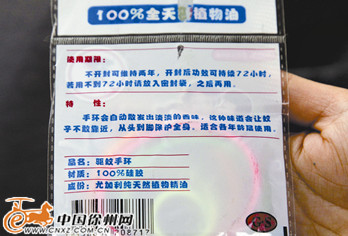 100%全天然植物油
使用期限:
不开封可维持两年，开封后功效可持续72小时，
若用不到72小时请放入密封袋，之后再用。
特 性:
手环会自动散发出淡淡的香味，这种味道会让蚊
子不敢靠近，从头到脚保护全身。适合各年龄层使用。
品名：驱蚊手环
材质：100%硅胶
成份：尤加利纯天然植物精油
08717
中国徐州网
WWW.CNXZ.COM.CN